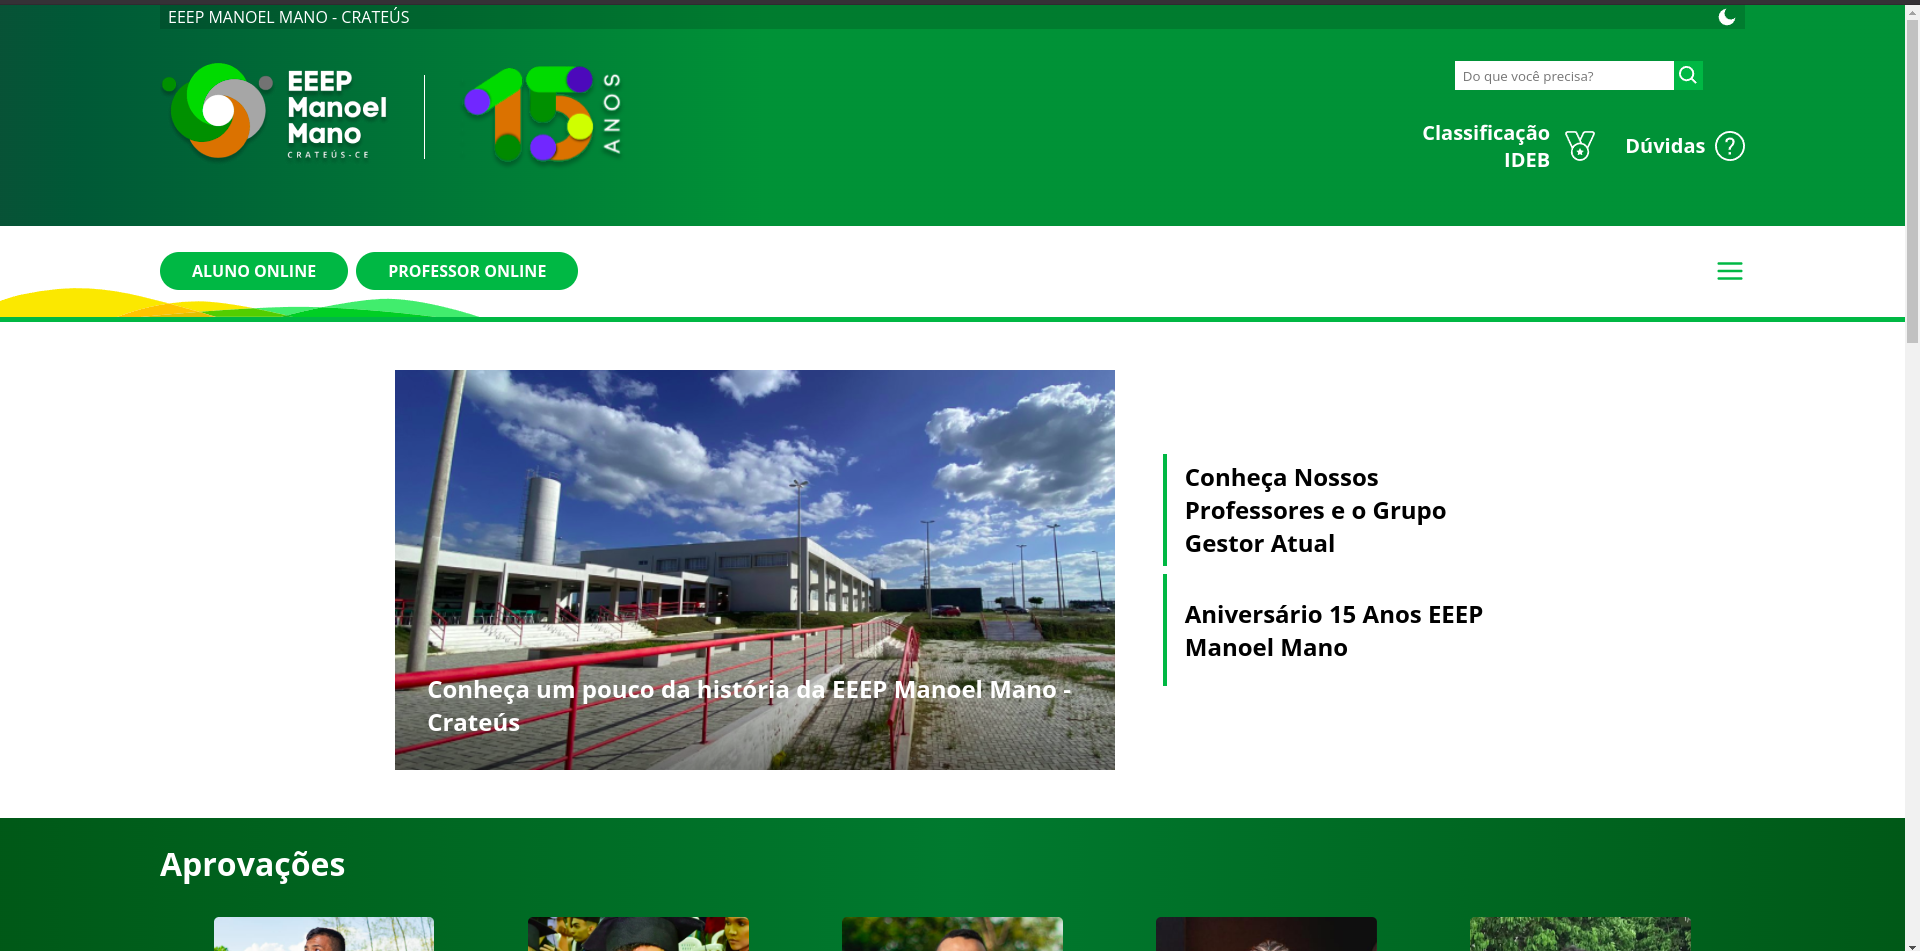 EEEP MANOEL MANO - CRATEÚS
EEEP
Manoel
Mano
CRATEÚS-CE
15
ANOS
Do que você precisa?
Classificação
IDEB
Dúvidas
ALUNO ONLINE
PROFESSOR ONLINE
Conheça um pouco da história da EEEP Manoel Mano -
Crateús
Conheça Nossos
Professores e o Grupo
Gestor Atual
Aniversário 15 Anos EEEP
Manoel Mano
Aprovações